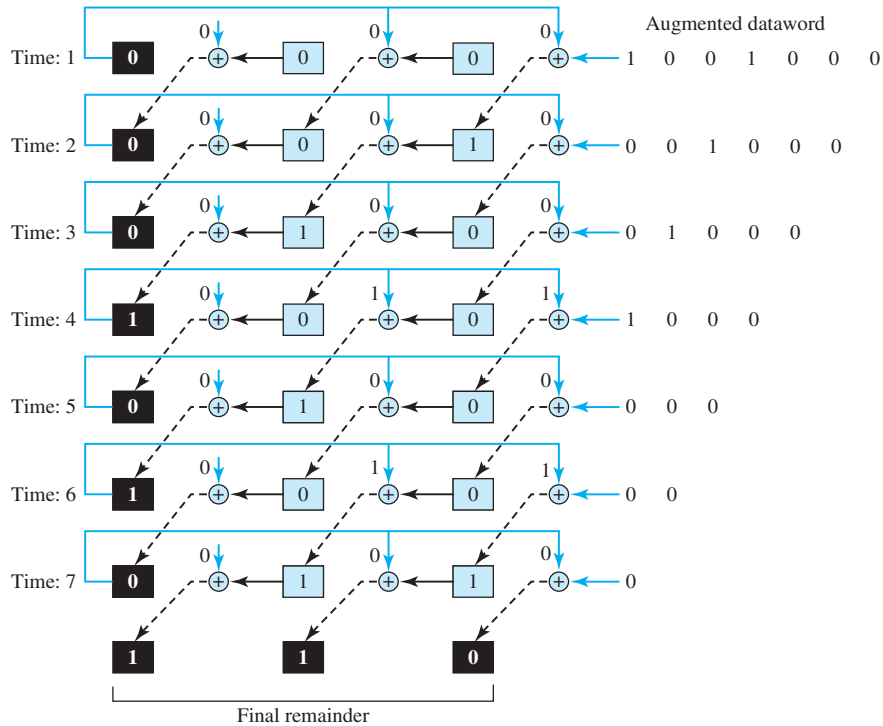 Augmented dataword
0 0 0
Time: 1 0 0 0 1 0 0 1 0 0 0
0 0 0
Time: 2 0 0 1 0 0 1 0 0 0
0 0 0
Time: 3 0 1 0 0 1 0 0 0
0 1 1
Time: 4 1 0 0 1 0 0 0
0 0 0
Time: 5 0 1 0 0 0 0
0 1 1
Time: 6 1 0 0 0 0
0 0 0
Time: 7 0 1 1 0
1 1 0
Final remainder